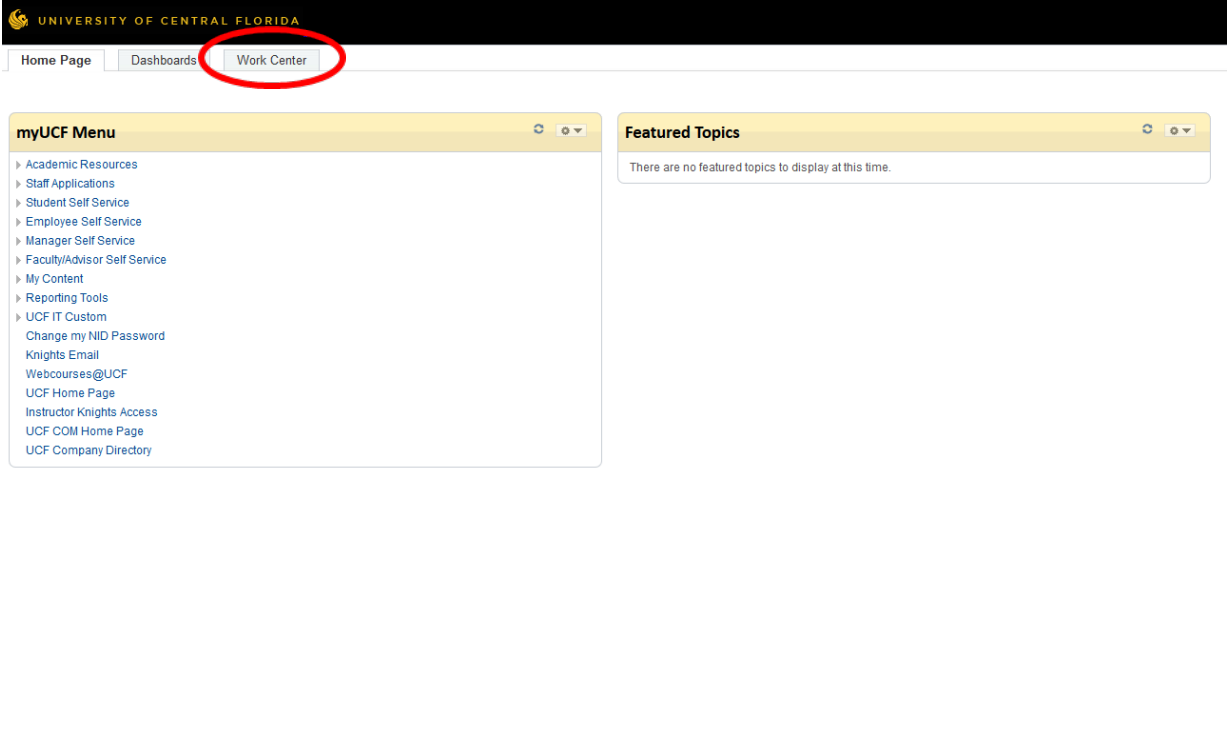 UNIVERSITY OF CENTRAL FLORIDA
Home Page Dashboards Work Center
myUCF Menu
Academic Resources
Staff Applications
Student Self Service
Employee Self Service
Manager Self Service
Faculty/Advisor Self Service
My Content
Reporting Tools
UCF IT Custom
Change my NID Password
Knights Email
Webcourses@UCF
UCF Home Page
Instructor Knights Access
UCF COM Home Page
UCF Company Directory
Featured Topics
There are no featured topics to display at this time.